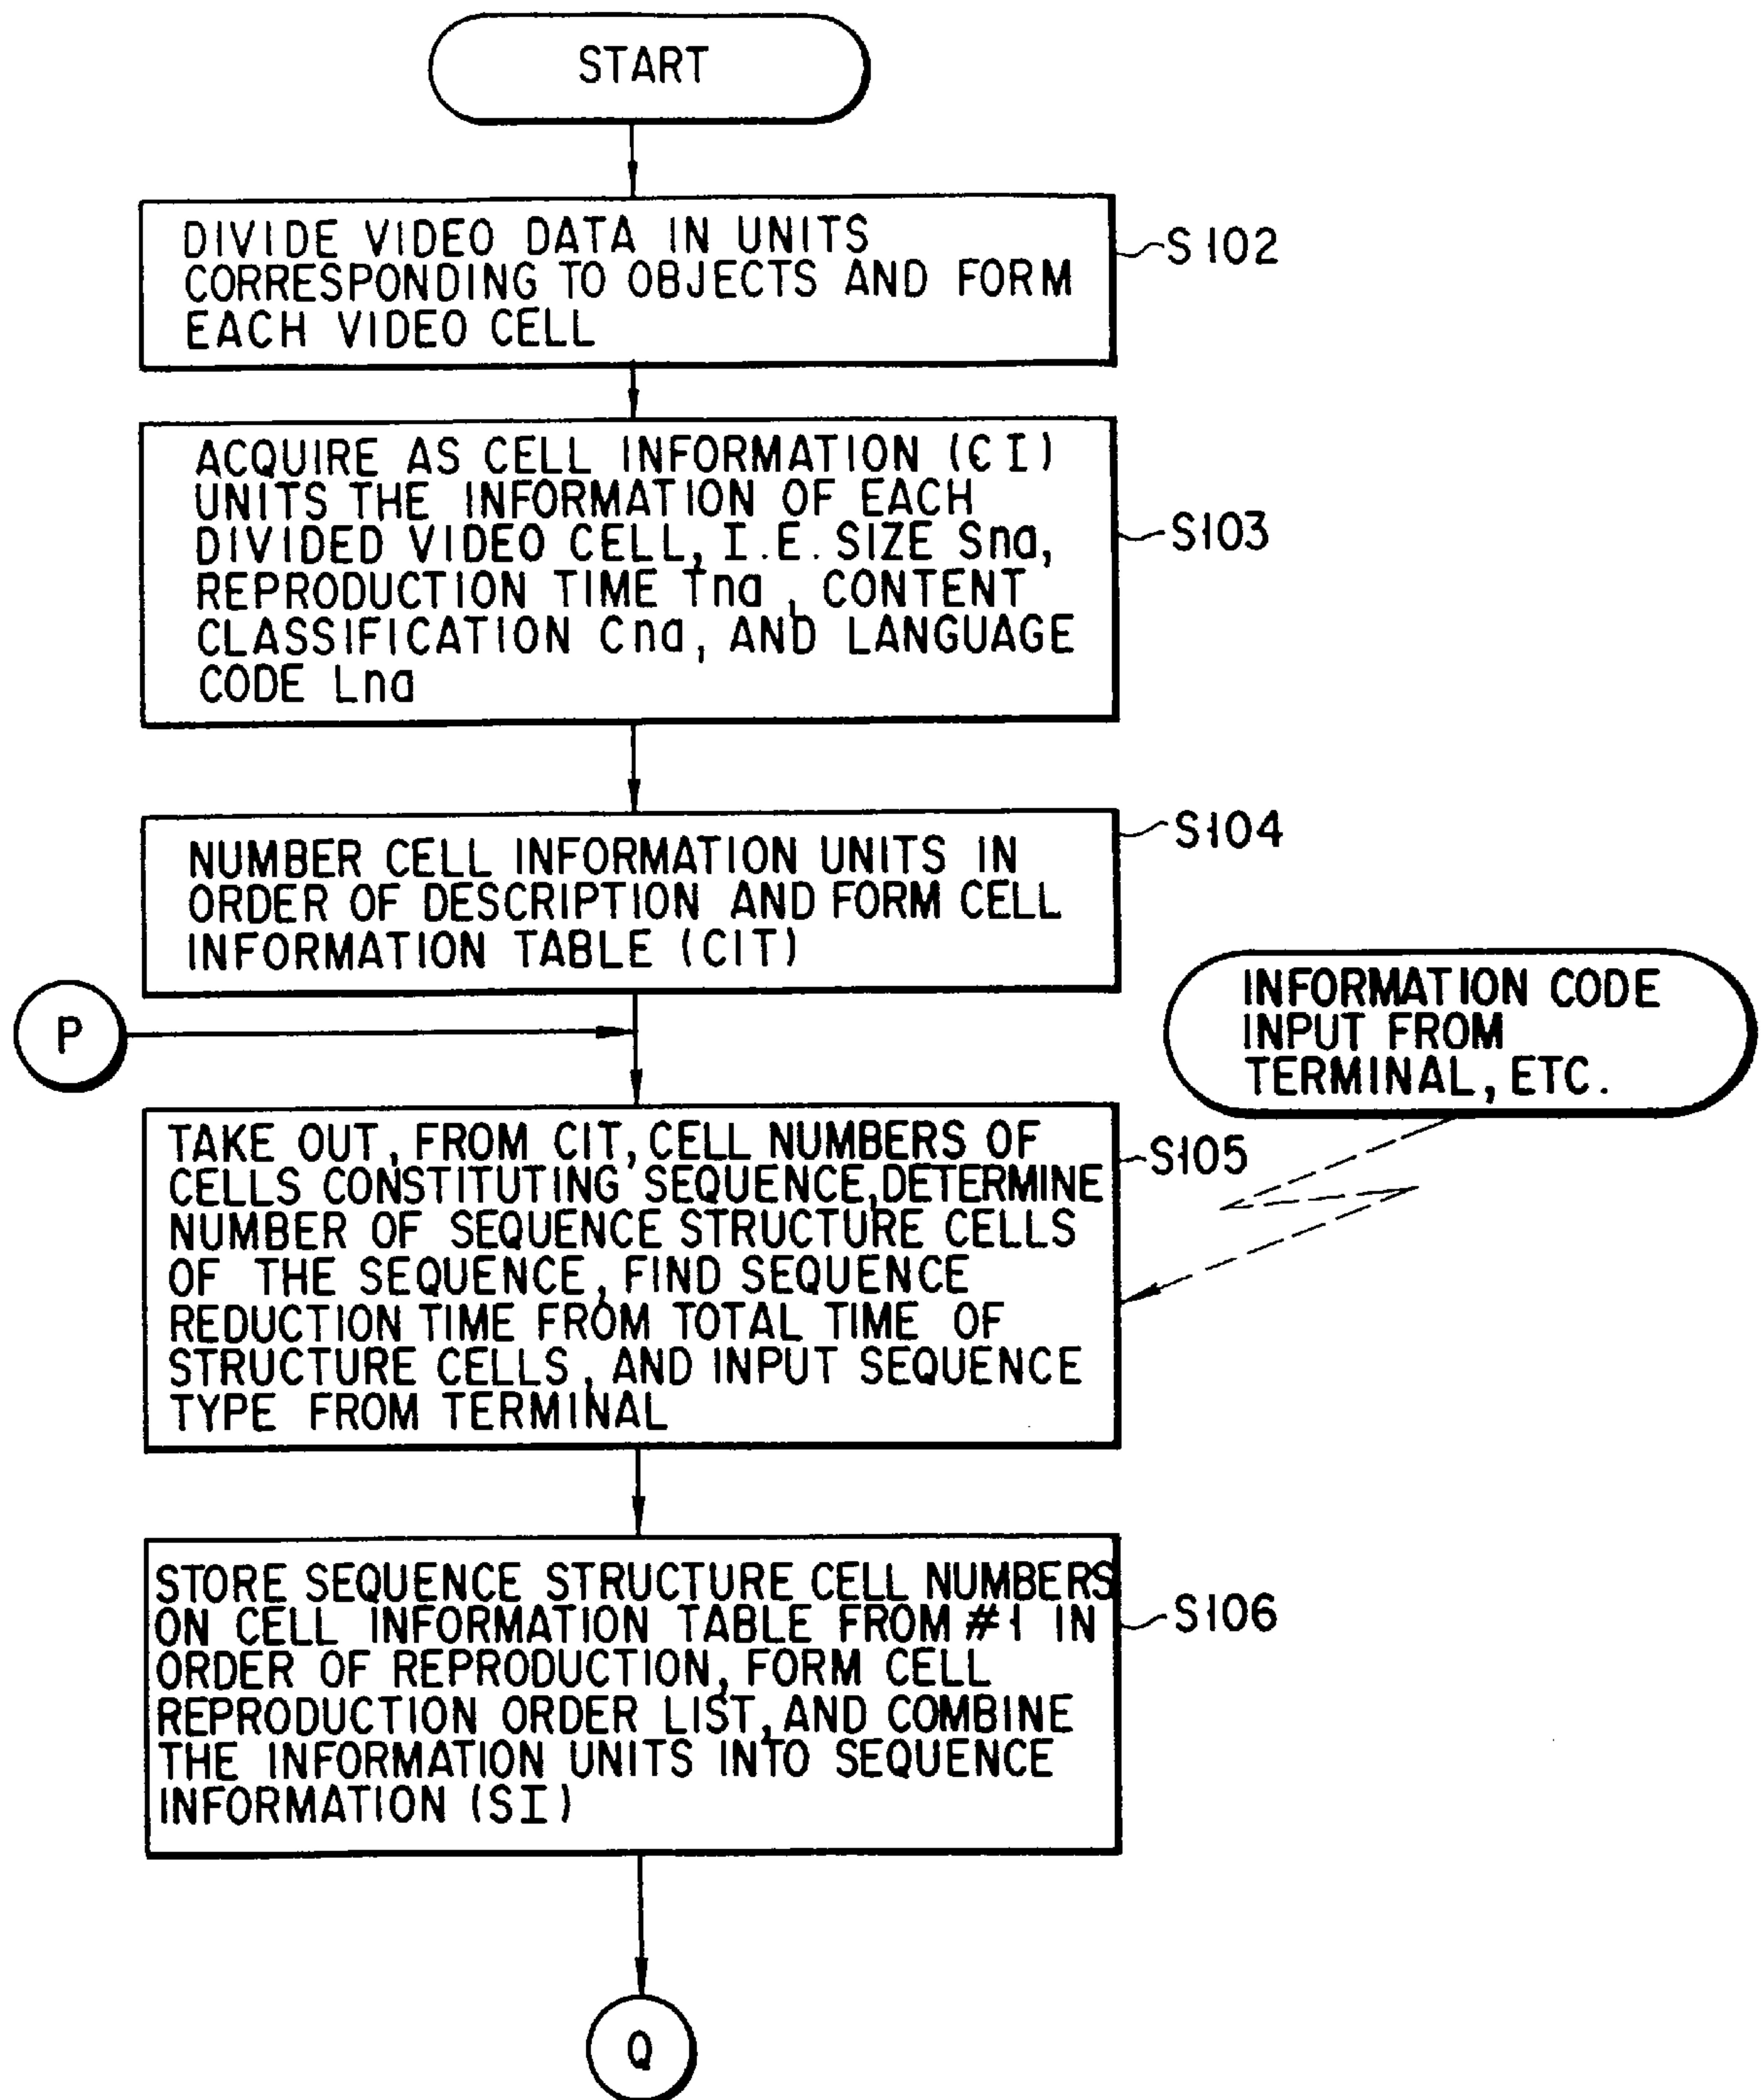 START
DIVIDE VIDEO DATA IN UNITS
CORRESPONDING TO OBJECTS AND FORM
EACH VIDEO CELL
S102
ACQUIRE AS CELL INFORMATION (CI)
UNITS THE INFORMATION OF EACH
DIVIDED VIDEO CELL, I.E. SIZE Sna,
REPRODUCTION TIME Tna, CONTENT
CLASSIFICATION Cna, AND LANGUAGE
CODE Lna
S103
NUMBER CELL INFORMATION UNITS IN
ORDER OF DESCRIPTION AND FORM CELL
INFORMATION TABLE (CIT)
S104
P
INFORMATION CODE
INPUT FROM
TERMINAL, ETC.
TAKE OUT, FROM CIT, CELL NUMBERS OF
CELLS CONSTITUTING SEQUENCE, DETERMINE
NUMBER OF SEQUENCE STRUCTURE CELLS
OF THE SEQUENCE, FIND SEQUENCE
REDUCTION TIME FROM TOTAL TIME OF
STRUCTURE CELLS, AND INPUT SEQUENCE
TYPE FROM TERMINAL
S105
STORE SEQUENCE STRUCTURE CELL NUMBERS
ON CELL INFORMATION TABLE FROM #1 IN
ORDER OF REPRODUCTION, FORM CELL
REPRODUCTION ORDER LIST, AND COMBINE
THE INFORMATION UNITS INTO SEQUENCE
INFORMATION (SI)
S106
Q